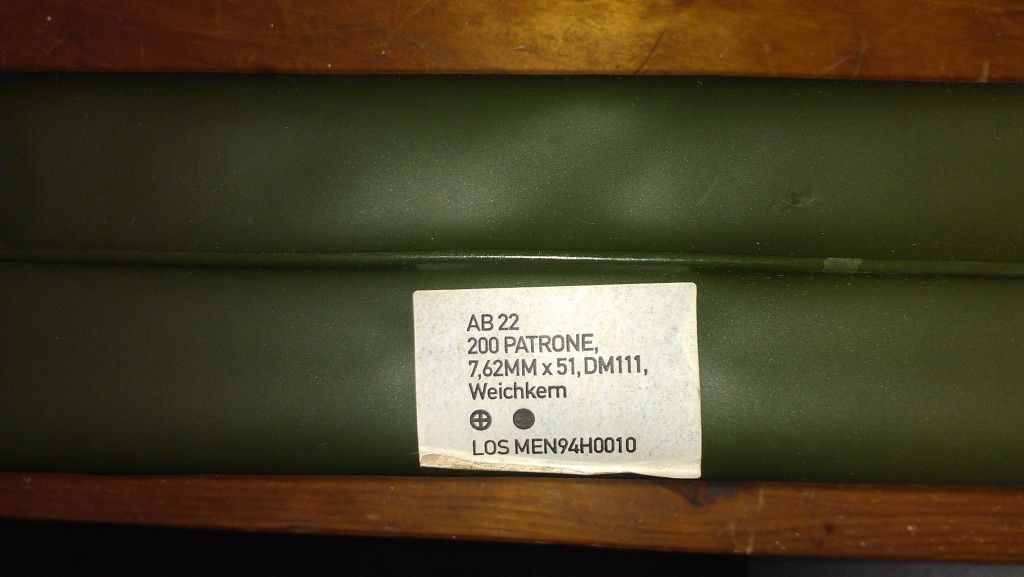 AB 22
200 PATRONE,
7,62MM x 51, DM111,
Weichkern
LOS MEN94H0010